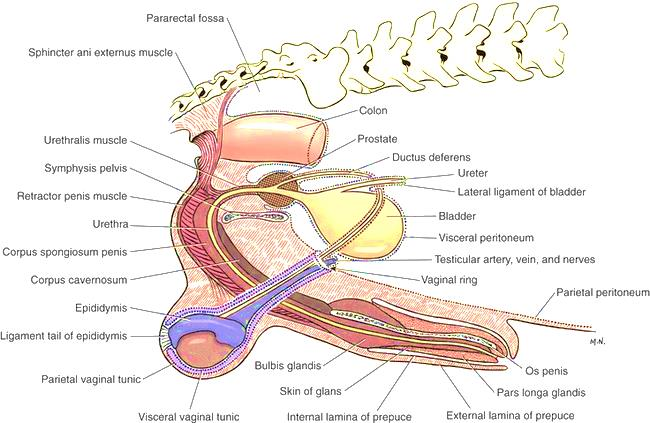 Pararectal fossa
Sphincter ani externus muscle
Colon
Urethralis muscle
Prostate
Ductus deferens
Symphysis pelvis
Ureter
Lateral ligament of bladder
Retractor penis muscle
Bladder
Urethra
Visceral peritoneum
Corpus spongiosum penis
Testicular artery, vein, and nerves
Corpus cavernosum
Vaginal ring
Parietal peritoneum
Epididymis
Ligament tail of epididymis
M.N.
Bulbis glandis
Os penis
Parietal vaginal tunic
Skin of glans
Pars longa glandis
Visceral vaginal tunic
Internal lamina of prepuce
External lamina of prepuce